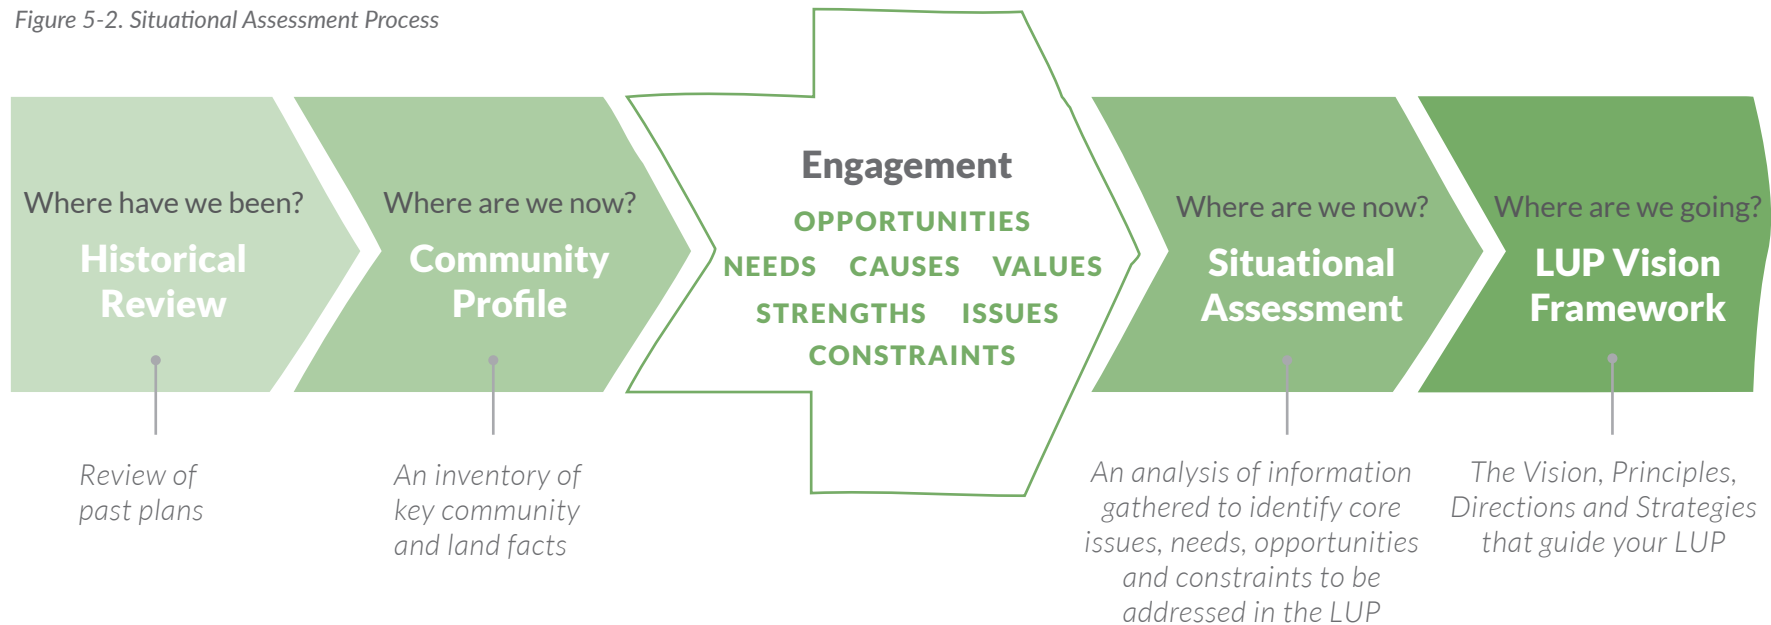 Figure 5-2. Situational Assessment Process
Where have we been?
Historical
Review
Review of
past plans
Where are we now?
Community
Profile
An inventory of
key community
and land facts
Engagement
OPPORTUNITIES
NEEDS CAUSES VALUES
STRENGTHS ISSUES
CONSTRAINTS
Where are we now?
Situational
Assessment
An analysis of information
gathered to identify core
issues, needs, opportunities
and constraints to be
addressed in the LUP
Where are we going?
LUP Vision
Framework
The Vision, Principles,
Directions and Strategies
that guide your LUP